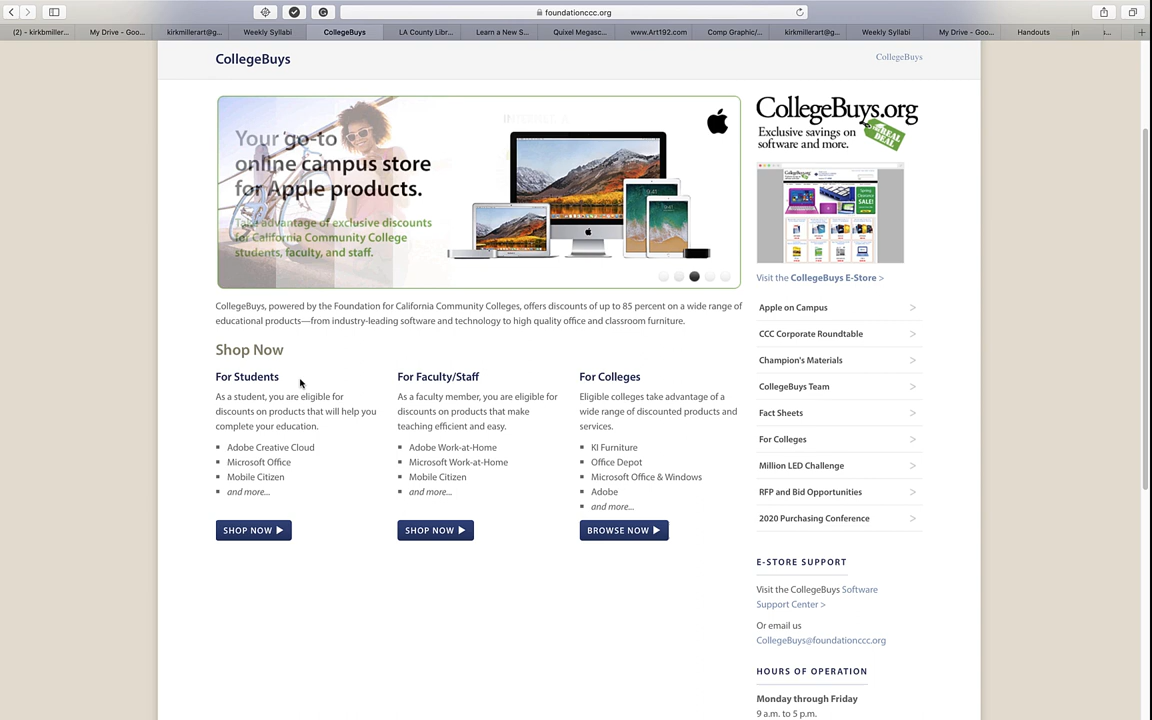 foundationccc.org
(2) - kirkbmiller...
My Drive - Goo...
kirkmillerart@g...
Weekly Syllabi
CollegeBuys
LA County Libr...
Learn a New S...
Quixel Megasc...
www.Art192.com
Comp Graphic/...
kirkmillerart@g...
Weekly Syllabi
My Drive - Goo...
Handouts
CollegeBuys
CollegeBuys
Your go-to
online campus store
for Apple products.
Take advantage of exclusive discounts
for California Community College
students, faculty, and staff.
CollegeBuys.org
Exclusive savings on
software and more.
REAL
DEAL
Visit the CollegeBuys E-Store >
CollegeBuys, powered by the Foundation for California Community Colleges, offers discounts of up to 85 percent on a wide range of
educational products—from industry-leading software and technology to high quality office and classroom furniture.
Shop Now
For Students
As a student, you are eligible for
discounts on products that will help you
complete your education.
Adobe Creative Cloud
Microsoft Office
Mobile Citizen
and more...
SHOP NOW
For Faculty/Staff
As a faculty member, you are eligible for
discounts on products that make
teaching efficient and easy.
Adobe Work-at-Home
Microsoft Work-at-Home
Mobile Citizen
and more...
SHOP NOW
For Colleges
Eligible colleges take advantage of a
wide range of discounted products and
services.
KI Furniture
Office Depot
Microsoft Office & Windows
Adobe
and more...
BROWSE NOW
Apple on Campus >
CCC Corporate Roundtable >
Champion's Materials >
CollegeBuys Team >
Fact Sheets >
For Colleges >
Million LED Challenge >
RFP and Bid Opportunities >
2020 Purchasing Conference >
E-STORE SUPPORT
Visit the CollegeBuys Software
Support Center >
Or email us
CollegeBuys@foundationccc.org
HOURS OF OPERATION
Monday through Friday
9 a.m. to 5 p.m.